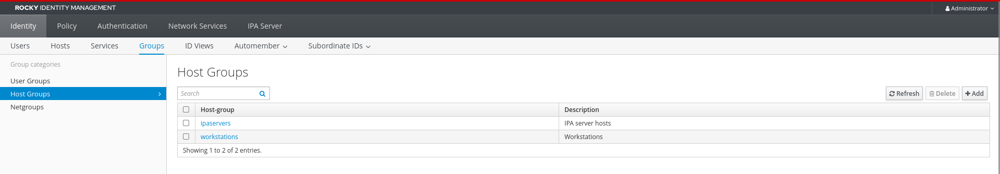 ROCKY IDENTITY MANAGEMENT
Administrator
Identity Policy Authentication Network Services IPA Server
Users Hosts Services Groups ID Views Automember Subordinate IDs
Group categories
User Groups
Host Groups
Netgroups
Host Groups
Search
Refresh Delete Add
Host-group Description
ipaservers IPA server hosts
workstations Workstations
Showing 1 to 2 of 2 entries.